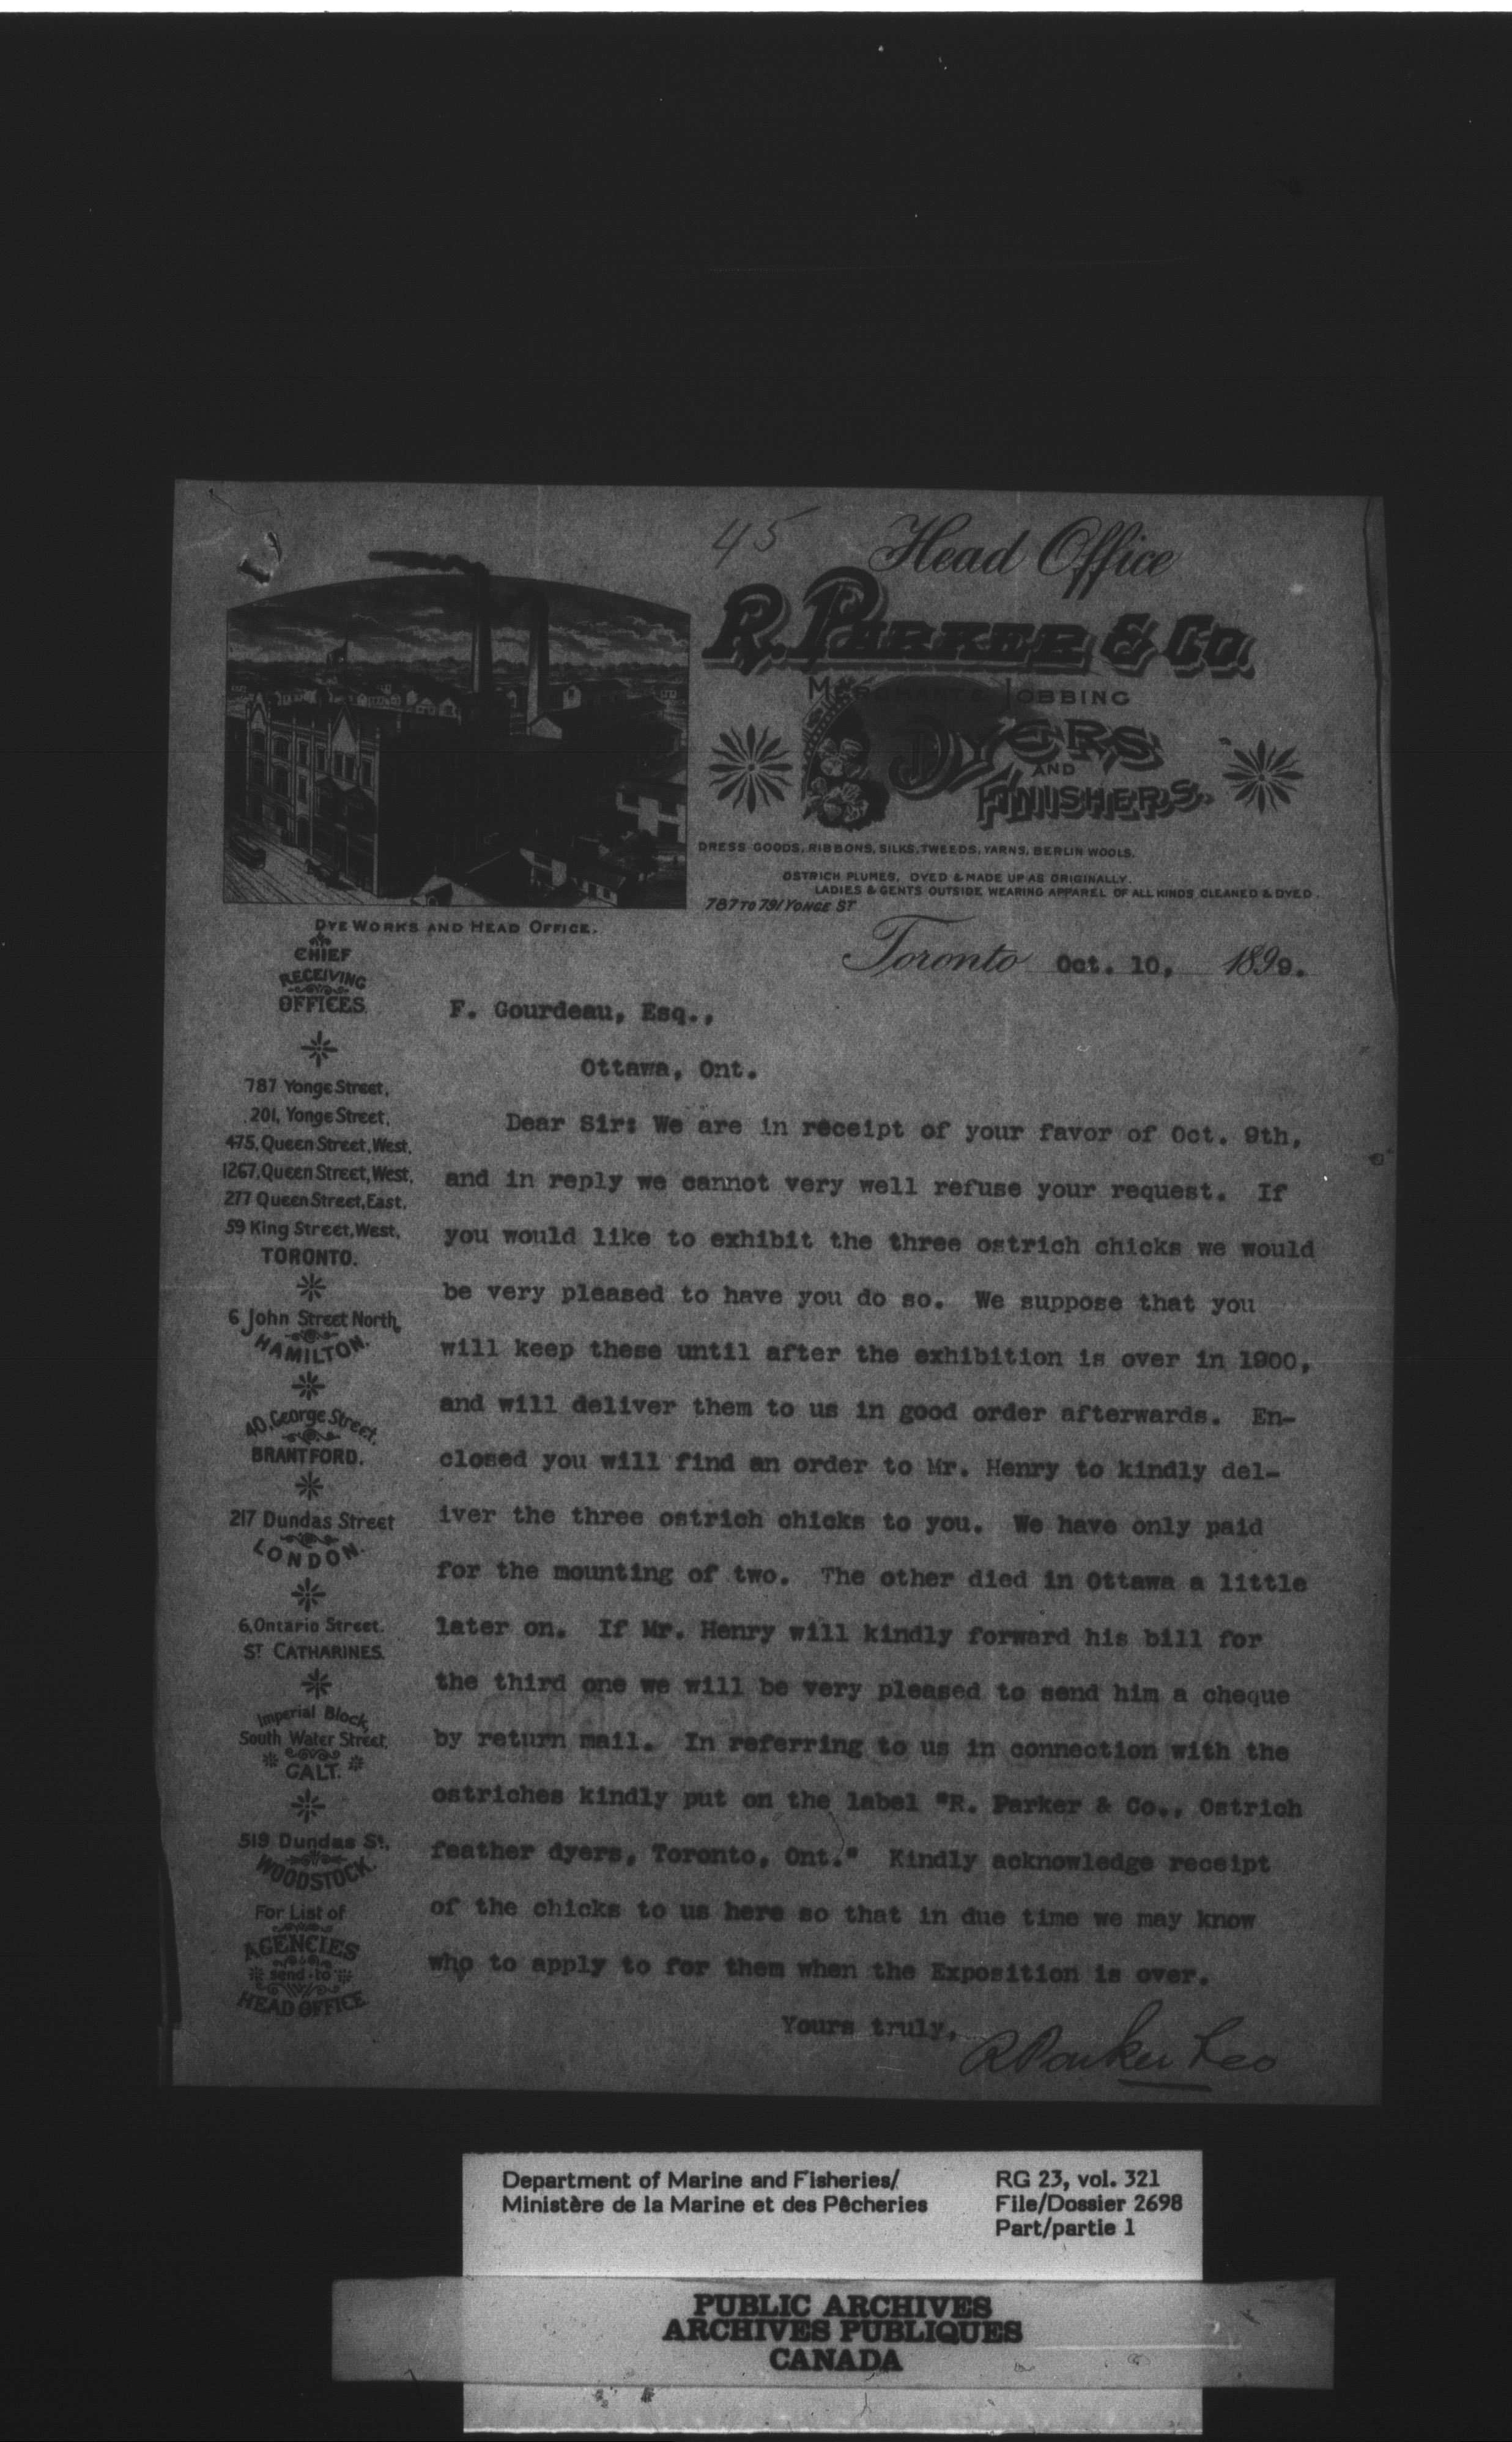 45
Head Office
R. PARKER & CO.
MERCHANT & JOBBING
DYERS
AND
FINISHERS.
DRESS GOODS, RIBBONS, SILKS, TWEEDS, YARNS, BERLIN WOOLS.
OSTRICH PLUMES, DYED & MADE UP AS ORIGINALLY.
LADIES & GENTS OUTSIDE WEARING APPAREL OF ALL KINDS CLEANED & DYED.
787 TO 791 YONGE ST
DYE WORKS AND HEAD OFFICE.
Toronto Oct. 10, 1899.
CHIEF
RECEIVING
OFFICES.
787 Yonge Street,
201, Yonge Street,
475, Queen Street, West,
1267, Queen Street, West,
277 Queen Street, East,
59 King Street, West,
TORONTO.
6 John Street North,
HAMILTON.
40, George Street,
BRANTFORD.
217 Dundas Street
LONDON.
6, Ontario Street.
ST CATHARINES.
Imperial Block,
South Water Street,
GALT.
519 Dundas St,
WOODSTOCK.
For List of
AGENCIES
send to
HEAD OFFICE
F. Gourdeau, Esq.,
Ottawa, Ont.
Dear Sir: We are in receipt of your favor of Oct. 9th,
and in reply we cannot very well refuse your request. If
you would like to exhibit the three ostrich chicks we would
be very pleased to have you do so. We suppose that you
will keep these until after the exhibition is over in 1900,
and will deliver them to us in good order afterwards. En-
closed you will find an order to Mr. Henry to kindly del-
iver the three ostrich chicks to you. We have only paid
for the mounting of two. The other died in Ottawa a little
later on. If Mr. Henry will kindly forward his bill for
the third one we will be very pleased to send him a cheque
by return mail. In referring to us in connection with the
ostriches kindly put on the label "R. Parker & Co., Ostrich
feather dyers, Toronto, Ont." Kindly acknowledge receipt
of the chicks to us here so that in due time we may know
who to apply to for them when the Exposition is over.
Yours truly,
R Parker & Co
Department of Marine and Fisheries/
Ministère de la Marine et des Pêcheries
RG 23, vol. 321
File/Dossier 2698
Part/partie 1
PUBLIC ARCHIVES
ARCHIVES PUBLIQUES
CANADA